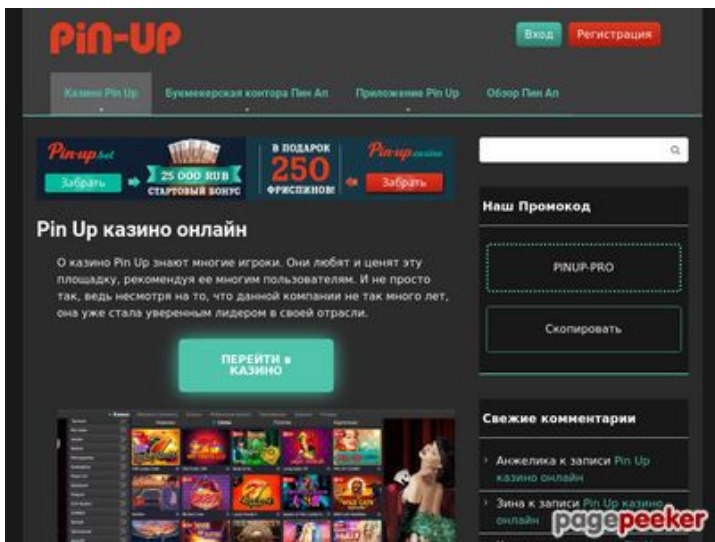 PiN-UP
Вход
Регистрация
Казино Pin Up
Букмекерская контора Пин Ап
Приложение Pin Up
Обзор Пин Ап
Pin-up.bet
Забрать
25 000 RUB
СТАРТОВЫЙ БОНУС
В ПОДАРОК
250
ФРИСПИНОВ!
Pin-up.casino
Забрать
Pin Up казино онлайн
О казино Pin Up знают многие игроки. Они любят и ценят эту
площадку, рекомендуя ее многим пользователям. И не просто
так, ведь несмотря на то, что данной компании не так много лет,
она уже стала уверенным лидером в своей отрасли.
ПЕРЕЙТИ в
КАЗИНО
Наш Промокод
PINUP-PRO
Скопировать
Свежие комментарии
Анжелика к записи Pin Up
казино онлайн
Зина к записи Pin Up казино
онлайн
pagepeeker